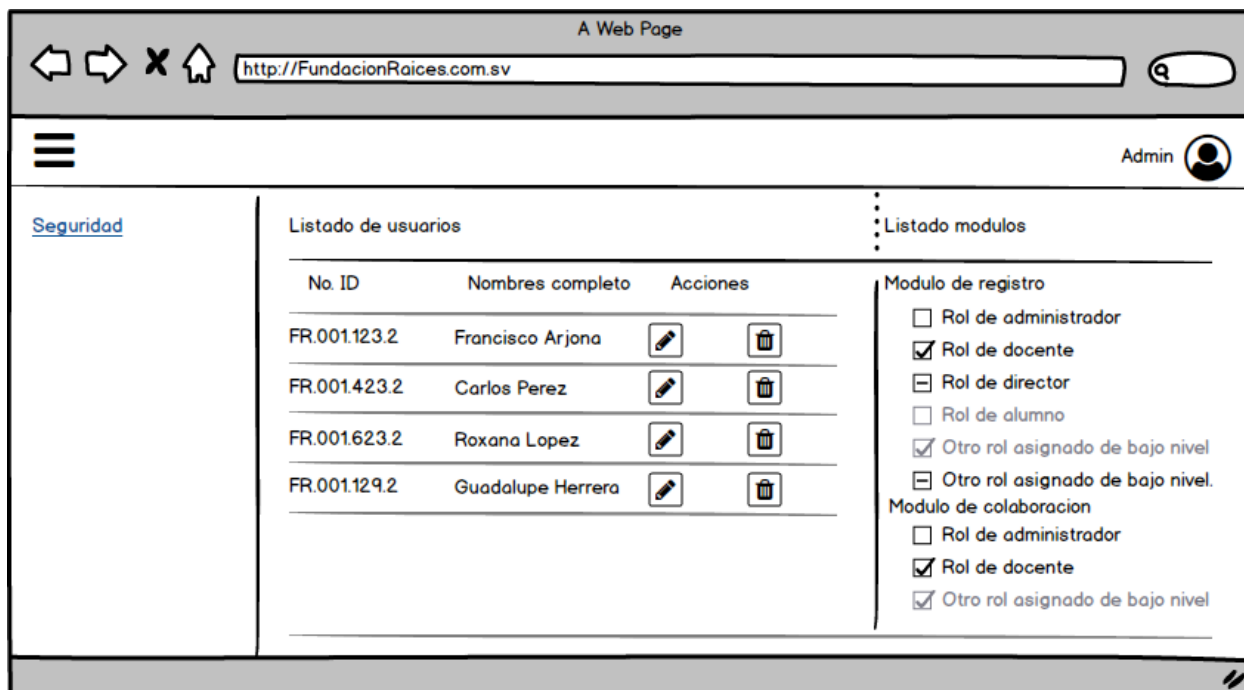 A Web Page
http://FundacionRaices.com.sv
Admin
Seguridad
Listado de usuarios
Listado modulos
No. ID Nombres completo Acciones
FR.001.123.2 Francisco Arjona
FR.001.423.2 Carlos Perez
FR.001.623.2 Roxana Lopez
FR.001.129.2 Guadalupe Herrera
Modulo de registro
Rol de administrador
Rol de docente
Rol de director
Rol de alumno
Otro rol asignado de bajo nivel
Otro rol asignado de bajo nivel.
Modulo de colaboracion
Rol de administrador
Rol de docente
Otro rol asignado de bajo nivel